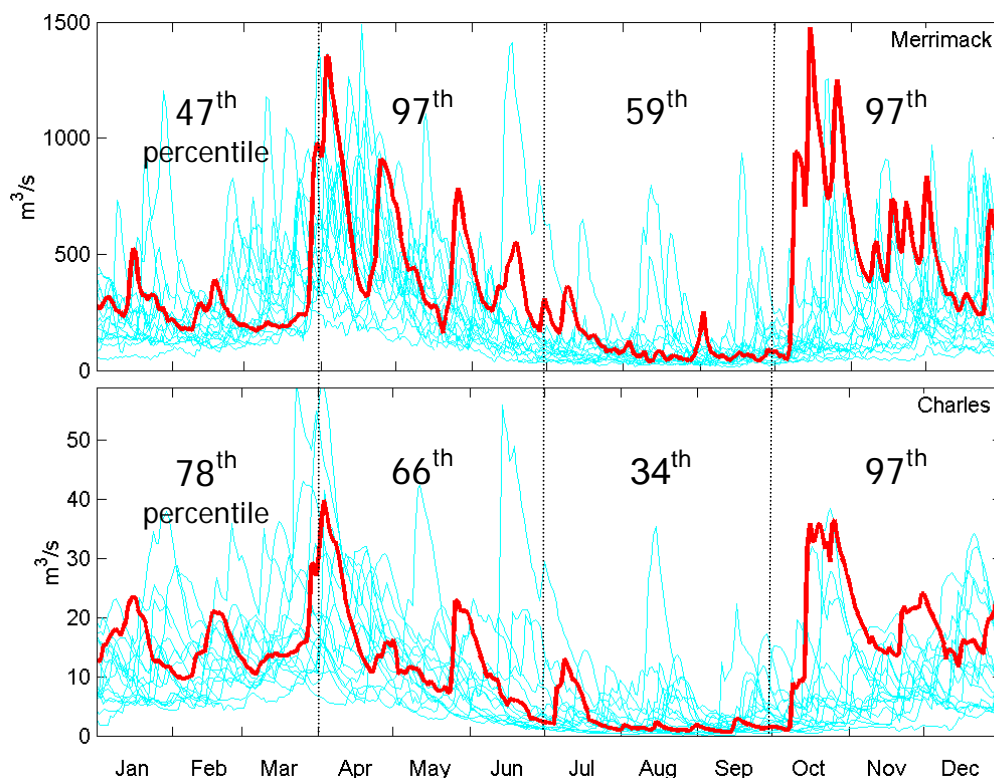 1500
Merrimack
47th
97th
59th
97th
percentile
1000
m3/s
500
0
Charles
50
78th
66th
34th
97th
40
percentile
30
m3/s
20
10
0
Jan Feb Mar Apr May Jun Jul Aug Sep Oct Nov Dec